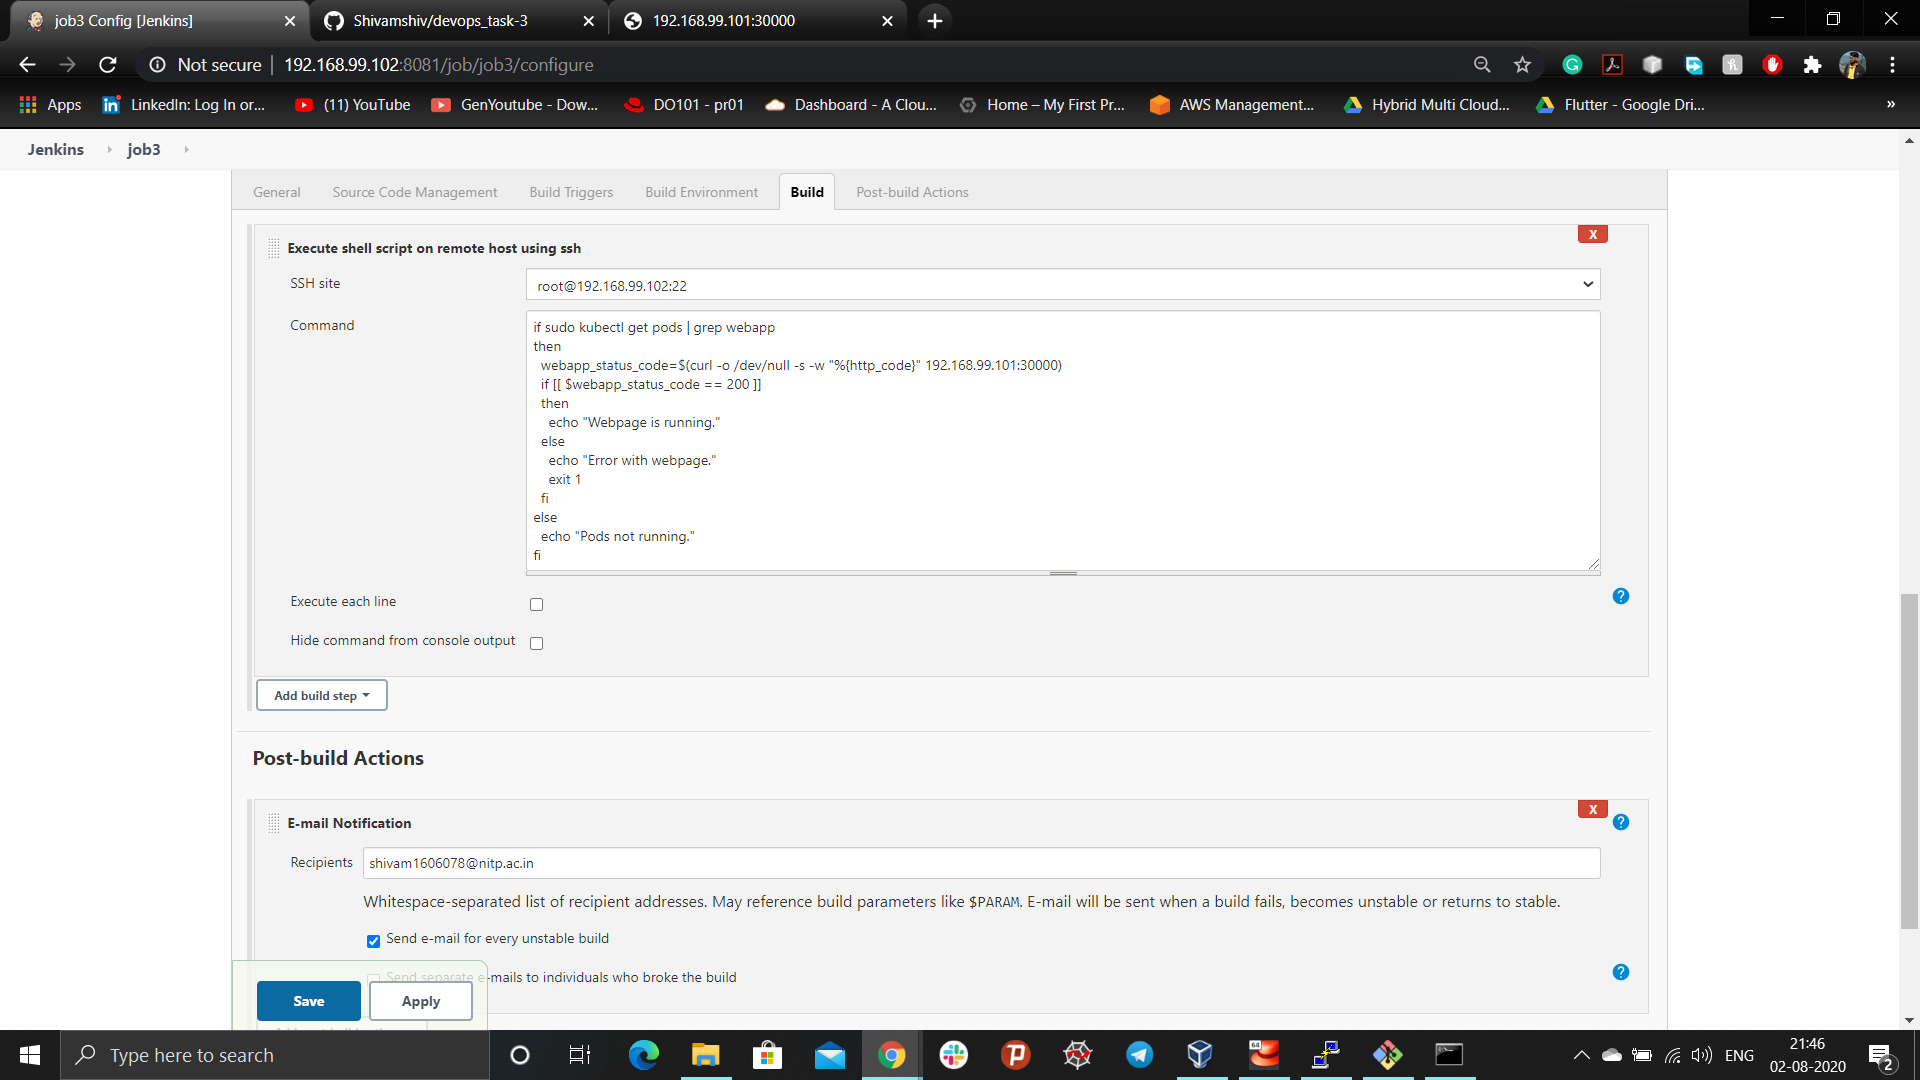 job3 Config [Jenkins]
Shivamshiv/devops_task-3
192.168.99.101:30000
Not secure
192.168.99.102:8081/job/job3/configure
Apps
LinkedIn: Log In or...
(11) YouTube
GenYoutube - Dow...
DO101 - pr01
Dashboard - A Clou...
Home – My First Pr...
AWS Management...
Hybrid Multi Cloud...
Flutter - Google Dri...
»
Jenkins
job3
General
Source Code Management
Build Triggers
Build Environment
Build
Post-build Actions
Execute shell script on remote host using ssh
X
SSH site
root@192.168.99.102:22
Command
if sudo kubectl get pods | grep webapp
then
webapp_status_code=$(curl -o /dev/null -s -w "%{http_code}" 192.168.99.101:30000)
if [[ $webapp_status_code == 200 ]]
then
echo "Webpage is running."
else
echo "Error with webpage."
exit 1
fi
else
echo "Pods not running."
fi
Execute each line
?
Hide command from console output
Add build step
Post-build Actions
X
E-mail Notification
?
Recipients
shivam1606078@nitp.ac.in
Whitespace-separated list of recipient addresses. May reference build parameters like $PARAM. E-mail will be sent when a build fails, becomes unstable or returns to stable.
Send e-mail for every unstable build
Send separate e-mails to individuals who broke the build
?
Save
Apply
Type here to search
64
ENG
21:46
02-08-2020
2